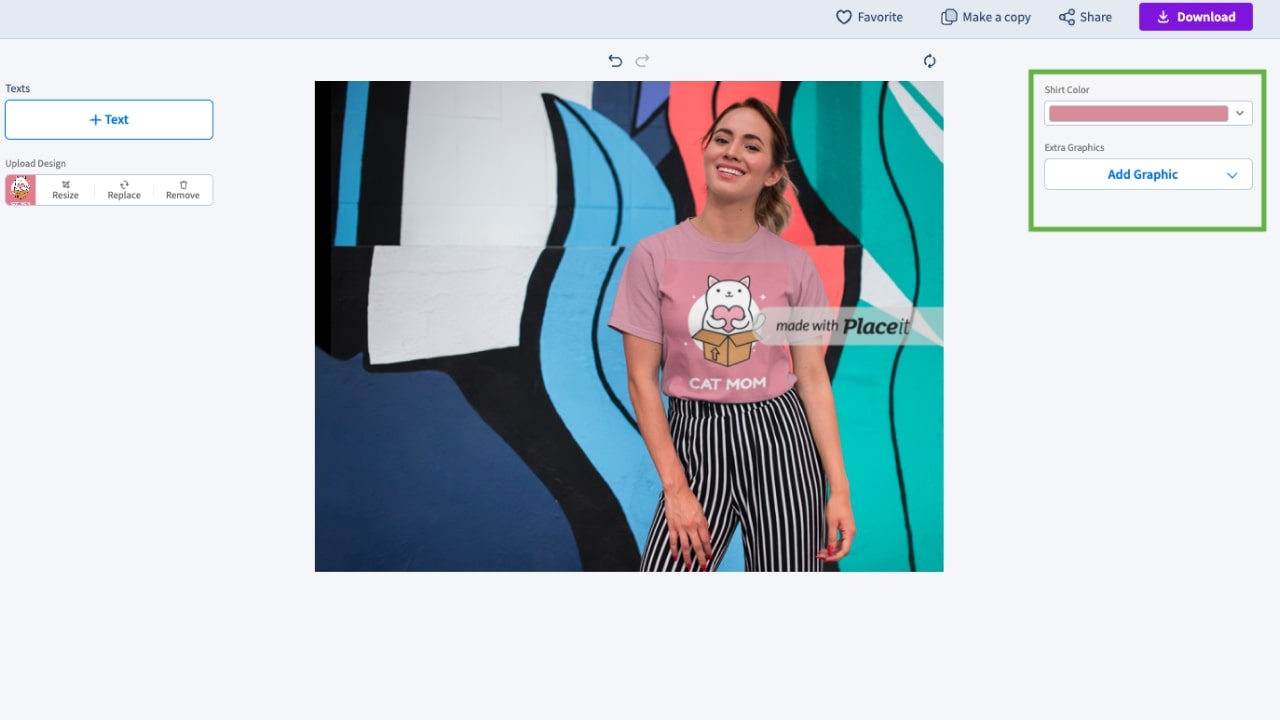 Favorite
Make a copy
Share
Download
Texts
+ Text
Upload Design
Resize
Replace
Remove
CAT MOM
made with Placeit
Shirt Color
Extra Graphics
Add Graphic